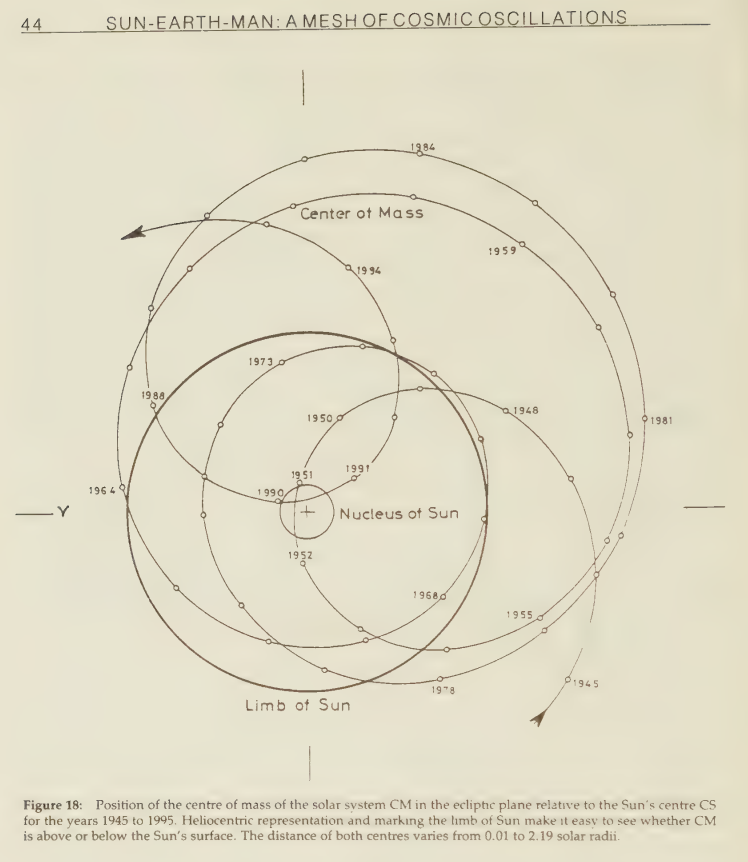 44 SUN-EARTH-MAN: A MESH OF COSMIC OSCILLATIONS
1984
Center of Mass
1959
1994
1973
1988
1950
1948
1981
1951
1991
1964
1990
γ
Nucleus of Sun
1952
1968
1955
1978
1945
Limb of Sun
Figure 18: Position of the centre of mass of the solar system CM in the ecliptic plane relative to the Sun's centre CS
for the years 1945 to 1995. Heliocentric representation and marking the limb of Sun make it easy to see whether CM
is above or below the Sun's surface. The distance of both centres varies from 0.01 to 2.19 solar radii.